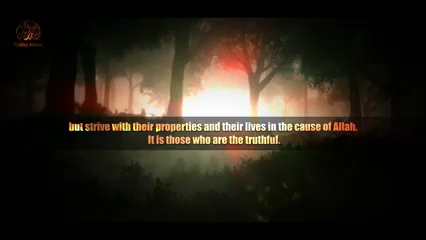 but strive with their properties and their lives in the cause of Allah.
It is those who are the truthful.